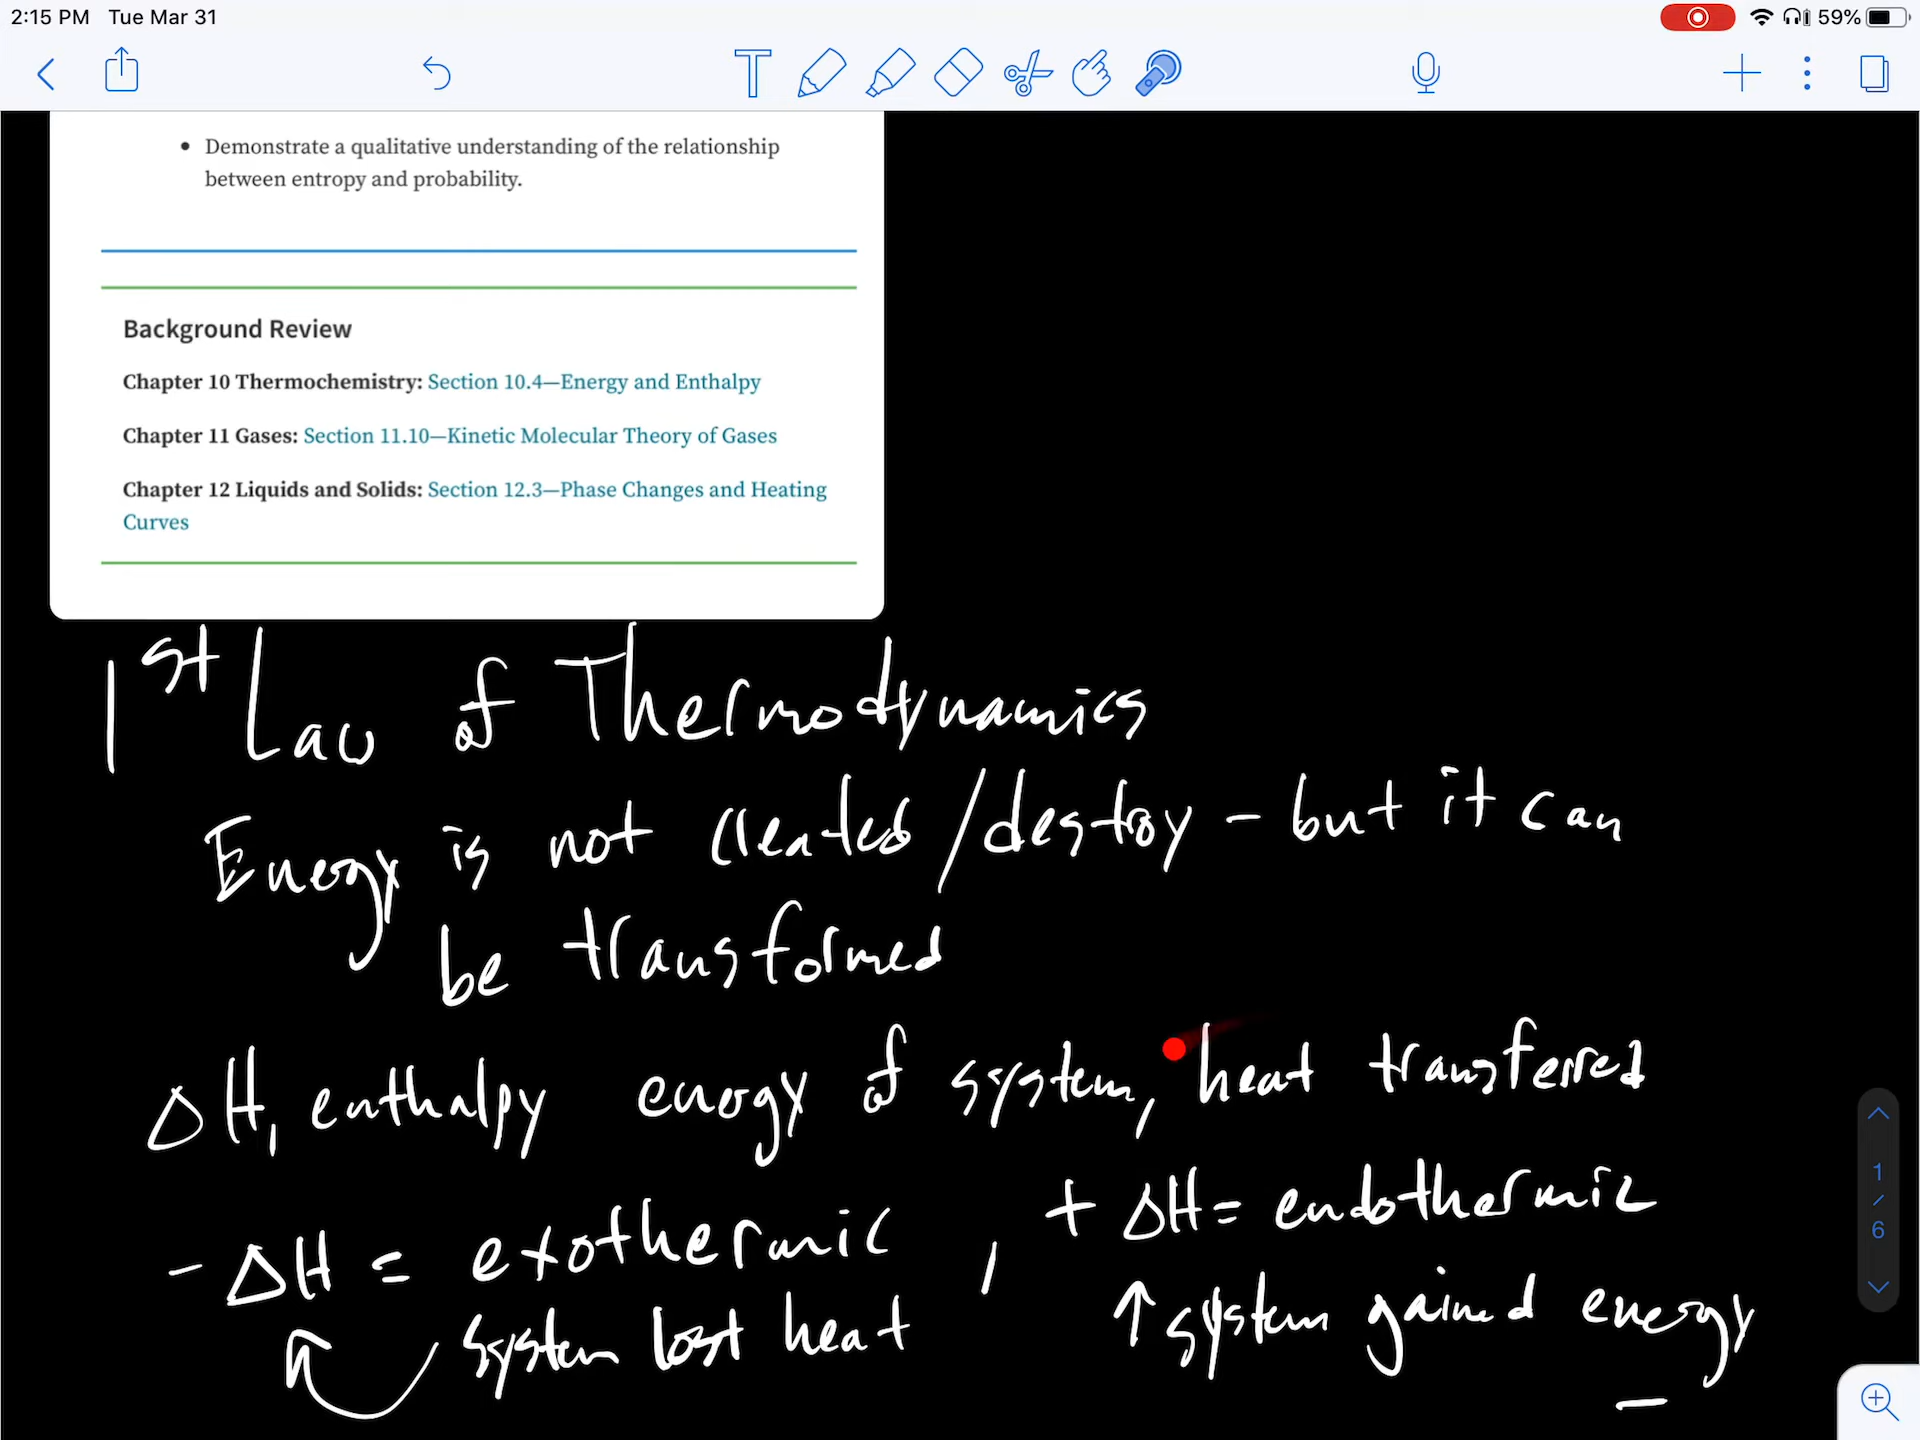 2:15 PM Tue Mar 31
59%
• Demonstrate a qualitative understanding of the relationship
between entropy and probability.
Background Review
Chapter 10 Thermochemistry: Section 10.4—Energy and Enthalpy
Chapter 11 Gases: Section 11.10—Kinetic Molecular Theory of Gases
Chapter 12 Liquids and Solids: Section 12.3—Phase Changes and Heating
Curves
1st Law of Thermodynamics
Energy is not created/destroy - but it can
be transformed
ΔH, enthalpy energy of system, heat transferred
- ΔH = exothermic , + ΔH = endothermic
system lost heat ↑ system gained energy
1
/
6